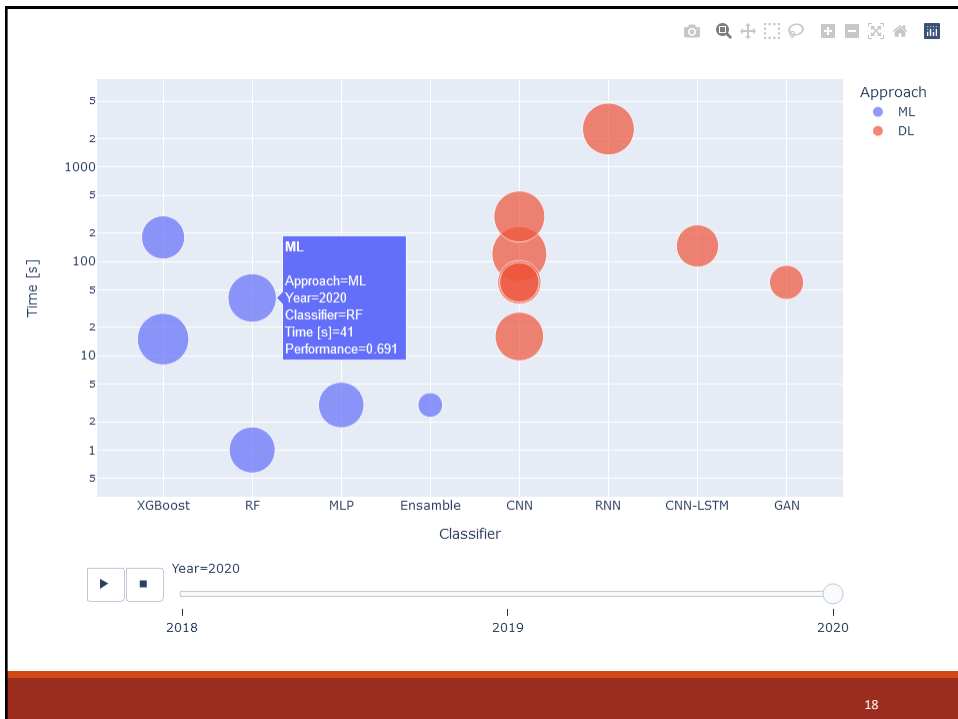 Approach
ML
DL
5
2
1000
5
2
100
5
2
10
5
2
1
5
Time [s]
ML
Approach=ML
Year=2020
Classifier=RF
Time [s]=41
Performance=0.691
XGBoost RF MLP Ensamble CNN RNN CNN-LSTM GAN
Classifier
Year=2020
2018 2019 2020
18